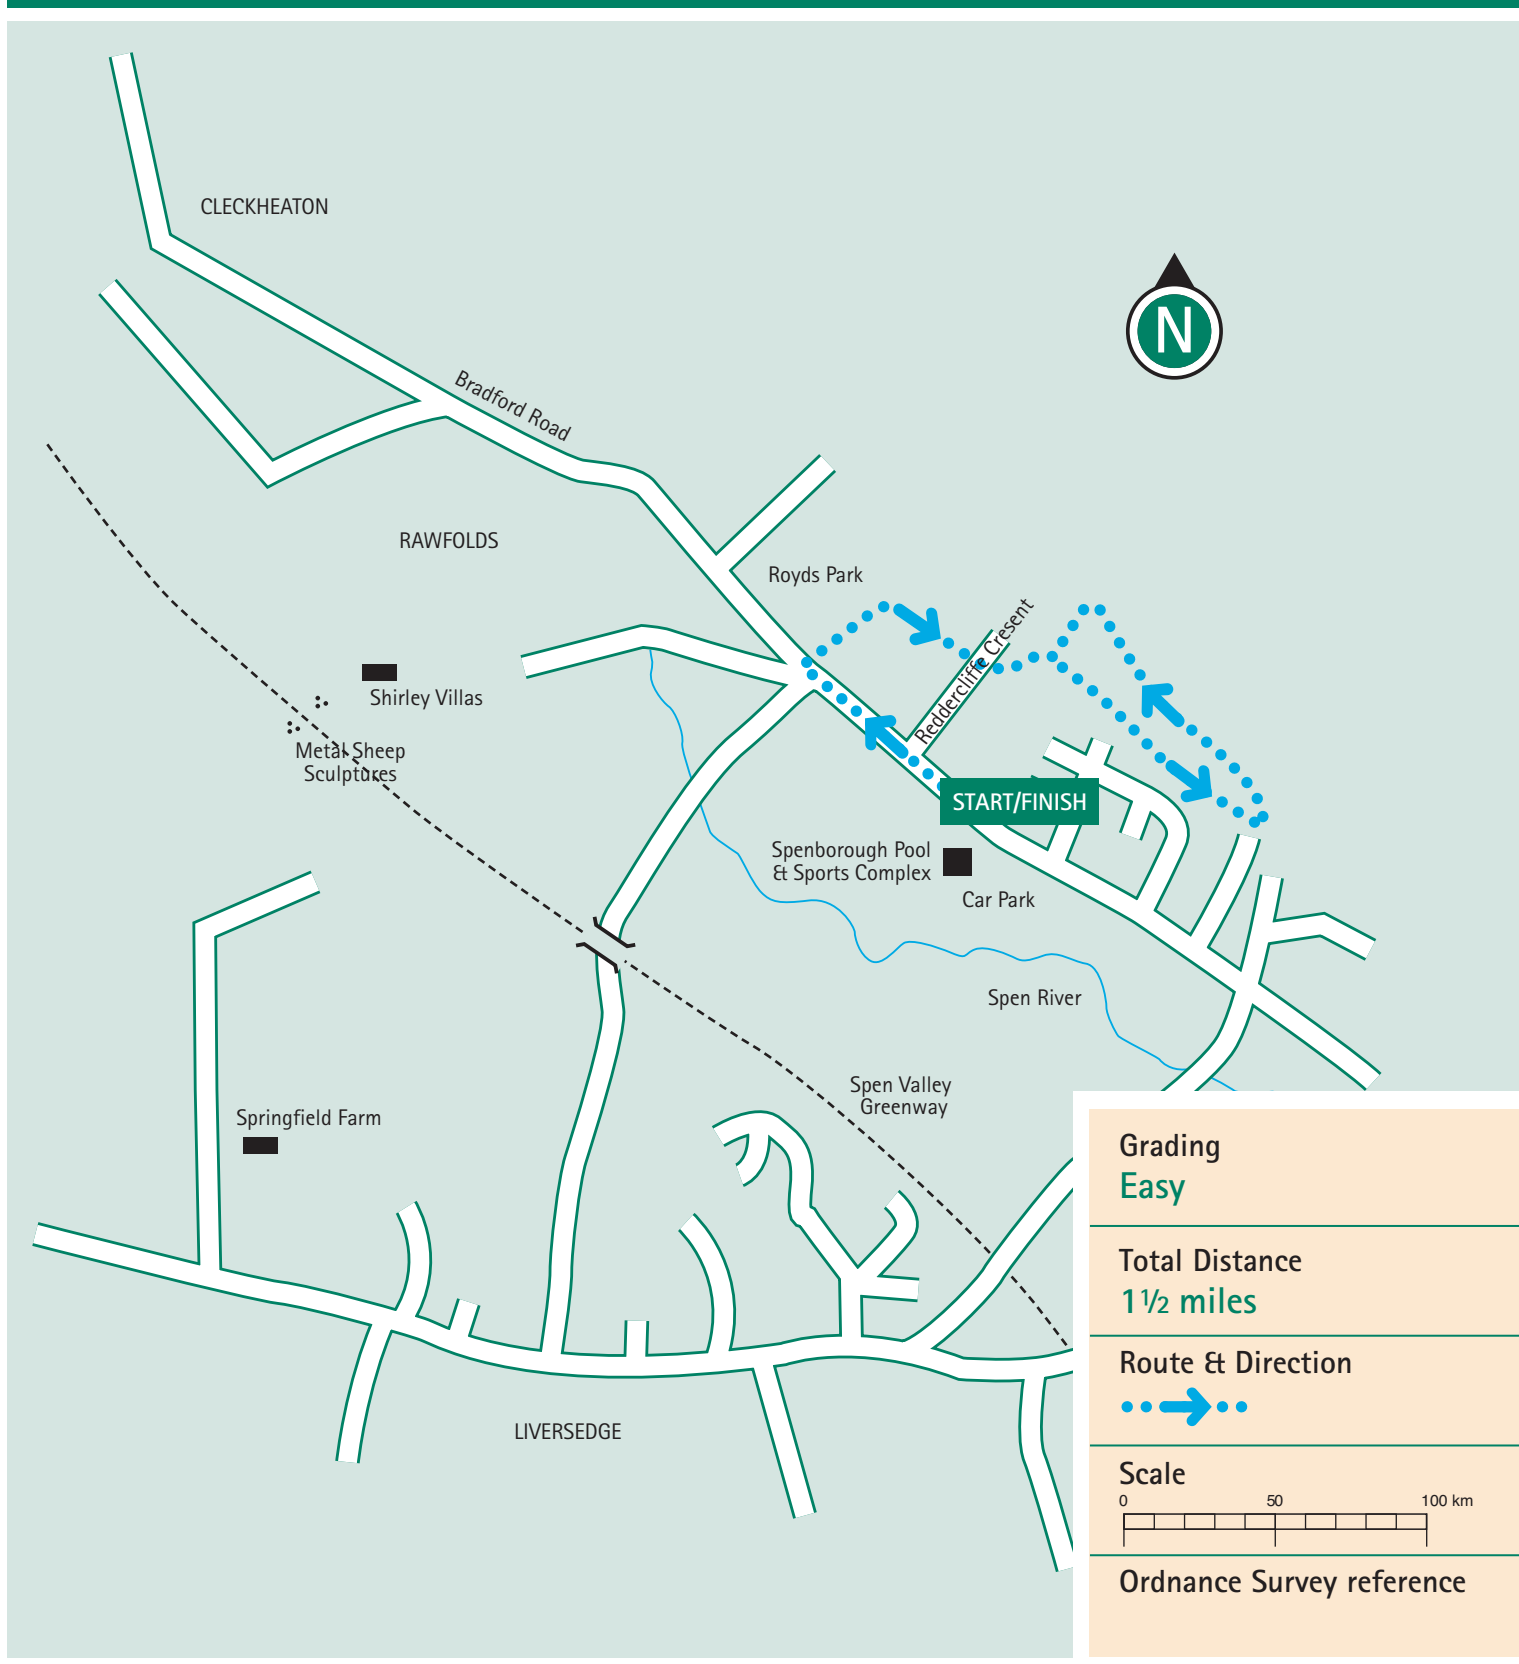 CLECKHEATON
N
Bradford Road
RAWFOLDS
Royds Park
Reddercliffe Cresent
Shirley Villas
Metal Sheep
Sculptures
START/FINISH
Spenborough Pool
& Sports Complex
Car Park
Spen River
Spen Valley
Greenway
Springfield Farm
LIVERSEDGE
Grading
Easy
Total Distance
1½ miles
Route & Direction
Scale
0 50 100 km
Ordnance Survey reference